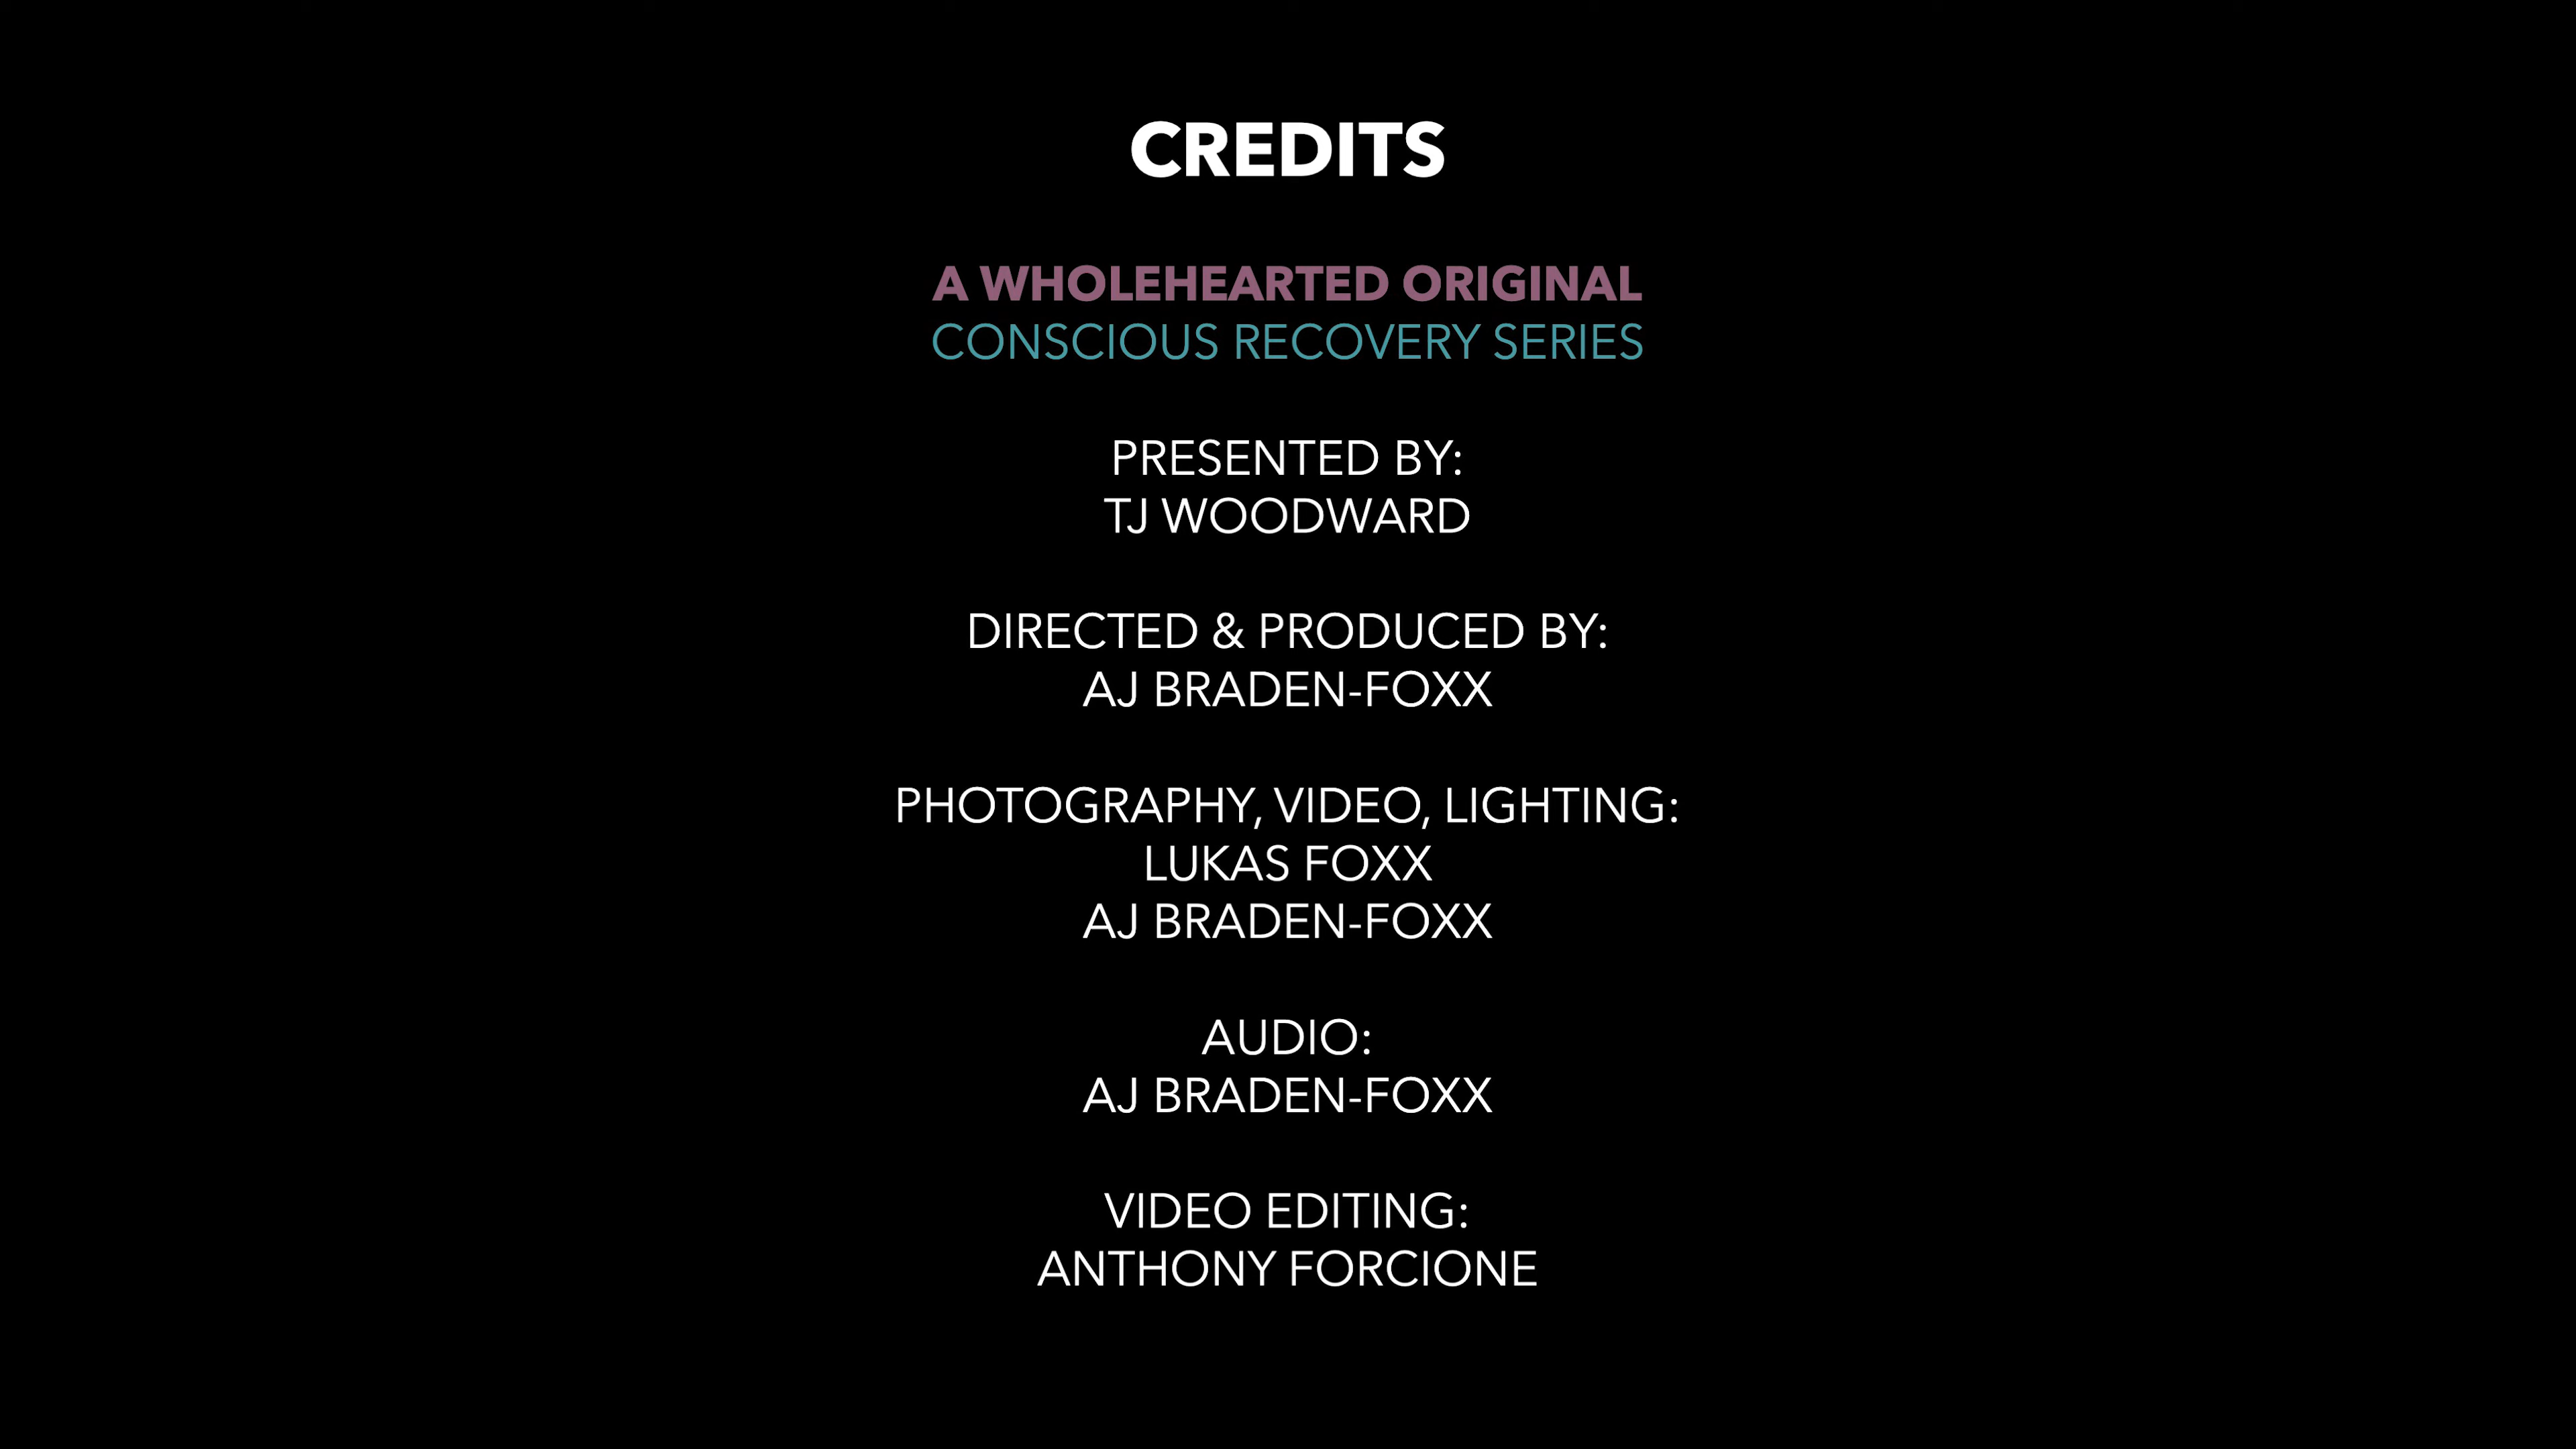 CREDITS
A WHOLEHEARTED ORIGINAL
CONSCIOUS RECOVERY SERIES
PRESENTED BY:
TJ WOODWARD
DIRECTED & PRODUCED BY:
AJ BRADEN-FOXX
PHOTOGRAPHY, VIDEO, LIGHTING:
LUKAS FOXX
AJ BRADEN-FOXX
AUDIO:
AJ BRADEN-FOXX
VIDEO EDITING:
ANTHONY FORCIONE